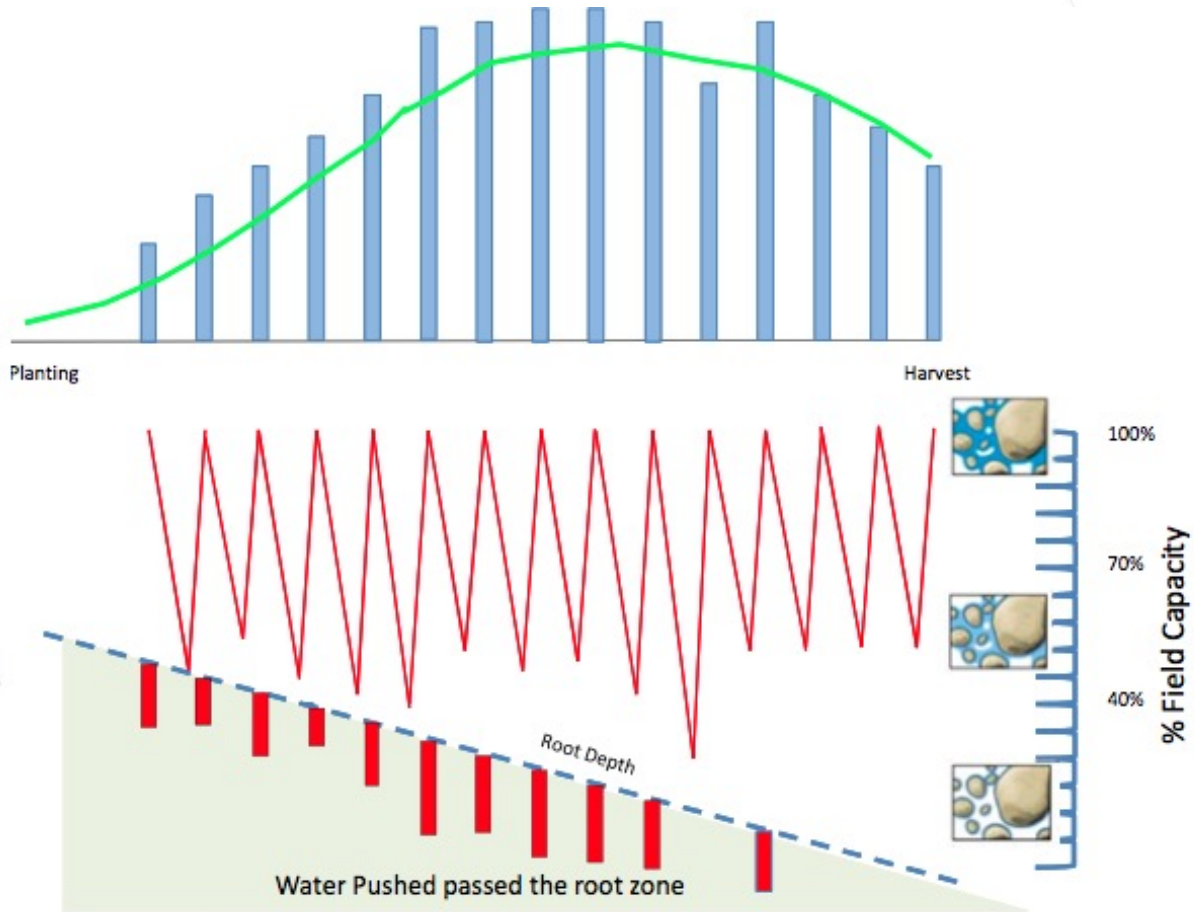 Planting
Harvest
100%
70%
40%
% Field Capacity
Root Depth
Water Pushed passed the root zone